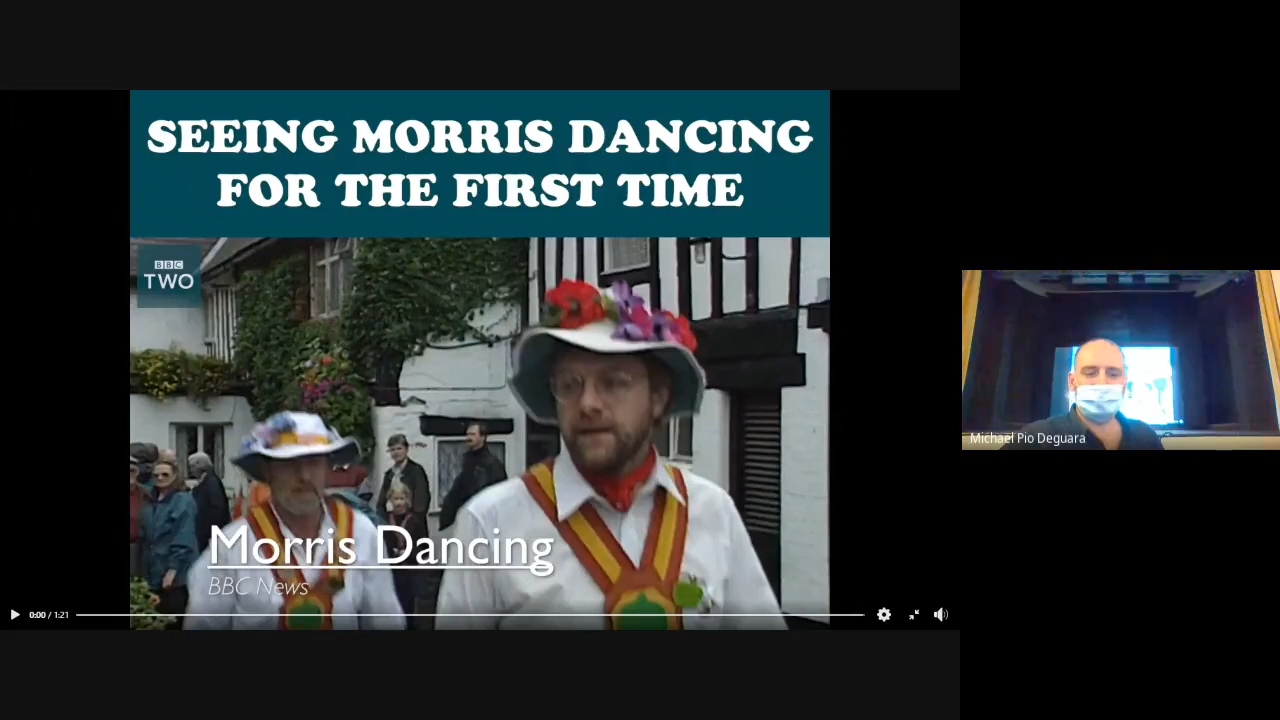 SEEING MORRIS DANCING
FOR THE FIRST TIME
BBC
TWO
Morris Dancing
BBC News
0:00 / 1:21
Michael Pio Deguara